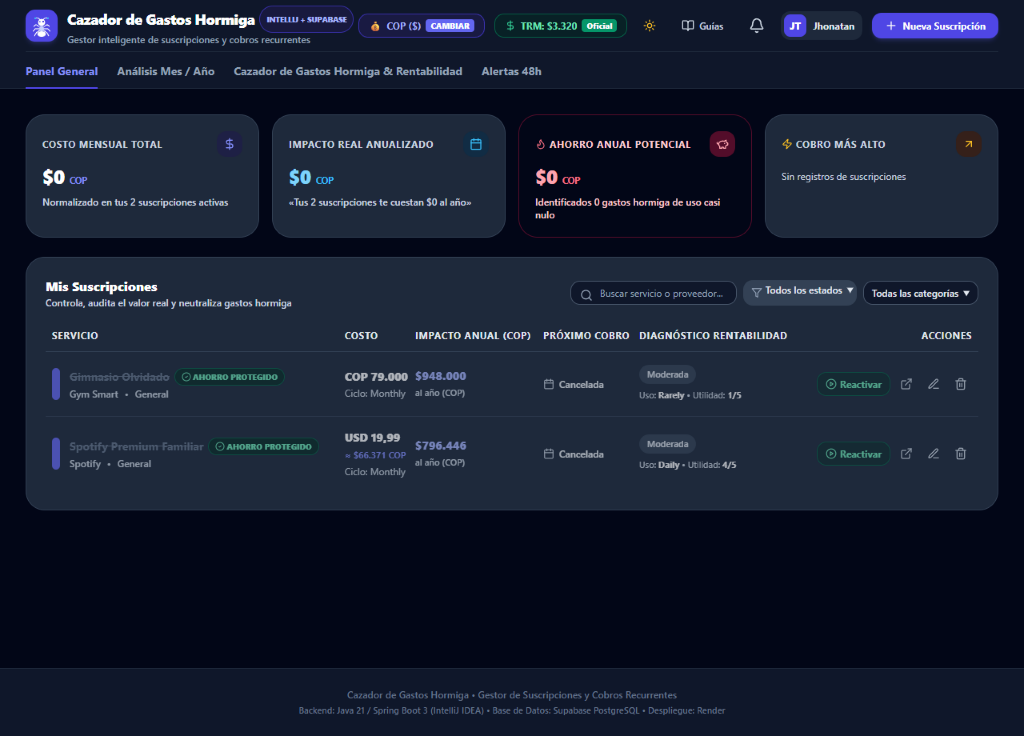 Cazador de Gastos Hormiga
INTELLIJ + SUPABASE
Gestor inteligente de suscripciones y cobros recurrentes
COP ($) CAMBIAR
$ TRM: $3.320 Oficial
Guías
JT Jhonatan
+ Nueva Suscripción
Panel General
Análisis Mes / Año
Cazador de Gastos Hormiga & Rentabilidad
Alertas 48h
COSTO MENSUAL TOTAL
$
$0 COP
Normalizado en tus 2 suscripciones activas
IMPACTO REAL ANUALIZADO
$0 COP
«Tus 2 suscripciones te cuestan $0 al año»
AHORRO ANUAL POTENCIAL
$0 COP
Identificados 0 gastos hormiga de uso casi
nulo
COBRO MÁS ALTO
Sin registros de suscripciones
Mis Suscripciones
Controla, audita el valor real y neutraliza gastos hormiga
Buscar servicio o proveedor...
Todos los estados
Todas las categorías
SERVICIO
COSTO
IMPACTO ANUAL (COP)
PRÓXIMO COBRO
DIAGNÓSTICO RENTABILIDAD
ACCIONES
Gimnasio Olvidado
AHORRO PROTEGIDO
Gym Smart • General
COP 79.000
Ciclo: Monthly
$948.000
al año (COP)
Cancelada
Moderada
Uso: Rarely • Utilidad: 1/5
Reactivar
Spotify Premium Familiar
AHORRO PROTEGIDO
Spotify • General
USD 19,99
≈ $66.371 COP
Ciclo: Monthly
$796.446
al año (COP)
Cancelada
Moderada
Uso: Daily • Utilidad: 4/5
Reactivar
Cazador de Gastos Hormiga • Gestor de Suscripciones y Cobros Recurrentes
Backend: Java 21 / Spring Boot 3 (IntelliJ IDEA) • Base de Datos: Supabase PostgreSQL • Despliegue: Render